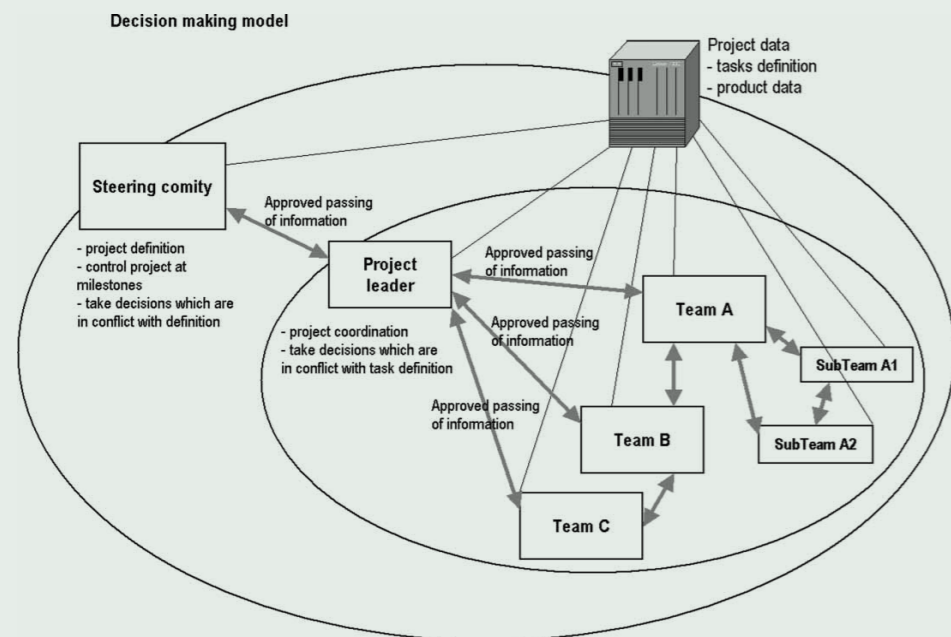 Decision making model
Project data
- tasks definition
- product data
Steering comity
Approved passing
of information
- project definition
- control project at
milestones
- take decisions which are
in conflict with definition
Project
leader
Approved passing
of information
- project coordination
- take decisions which are
in conflict with task definition
Approved passing
of information
Approved passing
of information
Team A
SubTeam A1
SubTeam A2
Team B
Team C